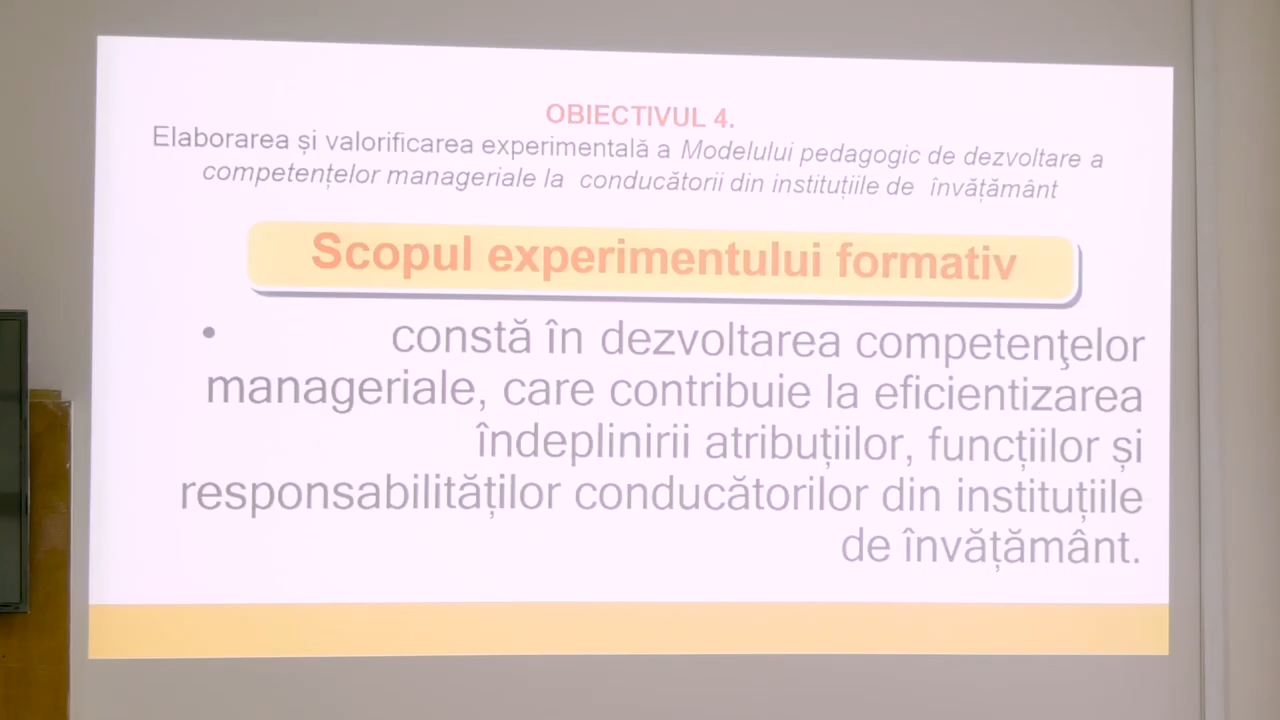 OBIECTIVUL 4.
Elaborarea și valorificarea experimentală a Modelului pedagogic de dezvoltare a
competențelor manageriale la conducătorii din instituțiile de învățământ
Scopul experimentului formativ
• constă în dezvoltarea competenţelor
manageriale, care contribuie la eficientizarea
îndeplinirii atribuțiilor, funcțiilor și
responsabilităților conducătorilor din instituțiile
de învățământ.